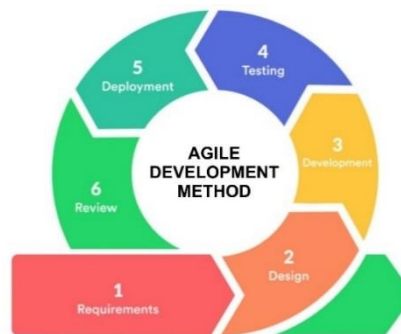 AGILE
DEVELOPMENT
METHOD
1
Requirements
2
Design
3
Development
4
Testing
5
Deployment
6
Review